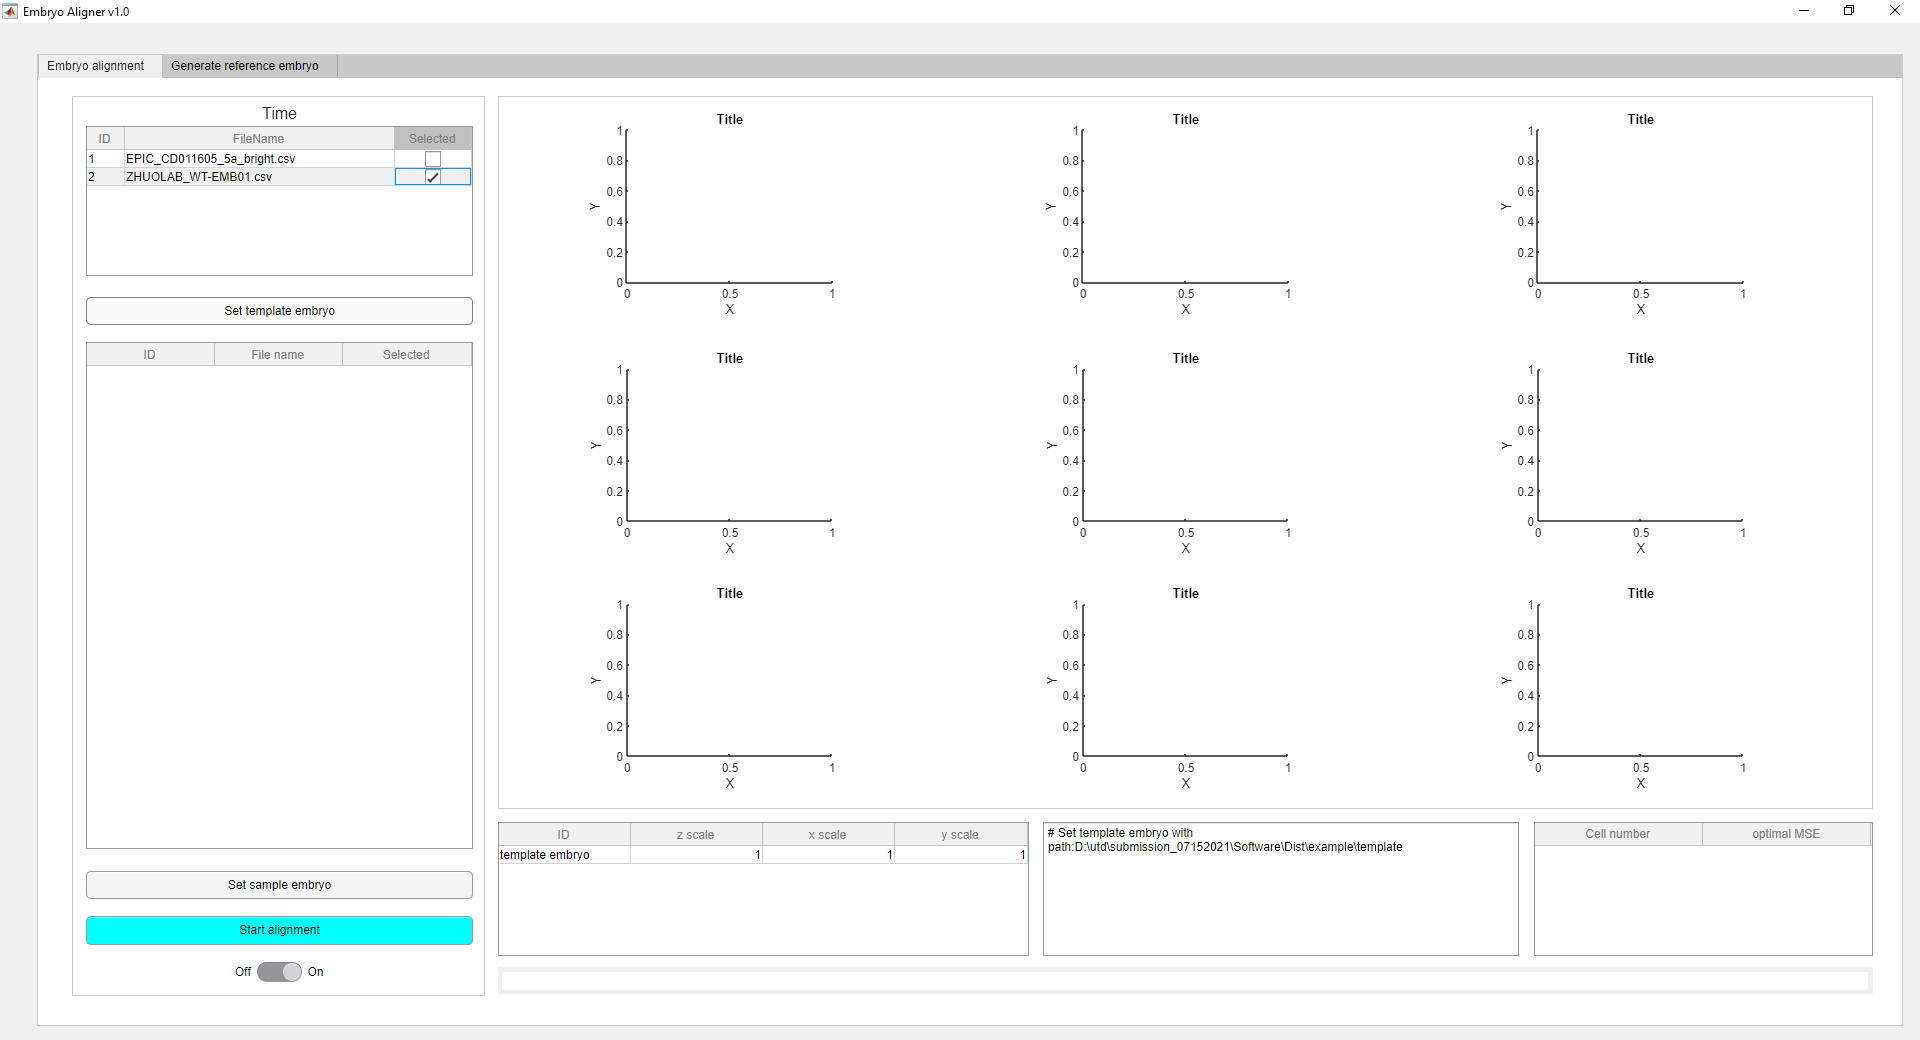 Embryo Aligner v1.0
Embryo alignment
Generate reference embryo
Time
ID FileName Selected
1 EPIC_CD011605_5a_bright.csv
2 ZHUOLAB_WT-EMB01.csv
Set template embryo
ID File name Selected
Set sample embryo
Start alignment
Off On
Title
1
0.8
0.6
0.4
0.2
0
Y
0 0.5 1
X
Title
1
0.8
0.6
0.4
0.2
0
Y
0 0.5 1
X
Title
1
0.8
0.6
0.4
0.2
0
Y
0 0.5 1
X
Title
1
0.8
0.6
0.4
0.2
0
Y
0 0.5 1
X
Title
1
0.8
0.6
0.4
0.2
0
Y
0 0.5 1
X
Title
1
0.8
0.6
0.4
0.2
0
Y
0 0.5 1
X
Title
1
0.8
0.6
0.4
0.2
0
Y
0 0.5 1
X
Title
1
0.8
0.6
0.4
0.2
0
Y
0 0.5 1
X
Title
1
0.8
0.6
0.4
0.2
0
Y
0 0.5 1
X
ID z scale x scale y scale
template embryo 1 1 1
# Set template embryo with
path:D:\utd\submission_07152021\Software\Dist\example\template
Cell number optimal MSE